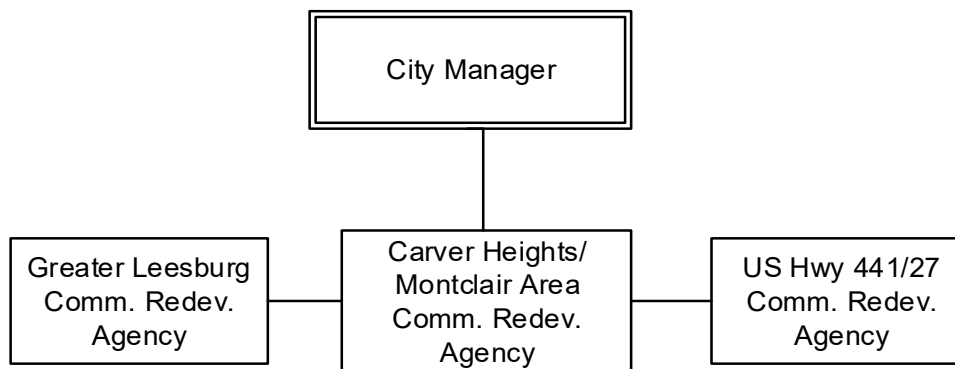 City Manager
Greater Leesburg
Comm. Redev.
Agency
Carver Heights/
Montclair Area
Comm. Redev.
Agency
US Hwy 441/27
Comm. Redev.
Agency